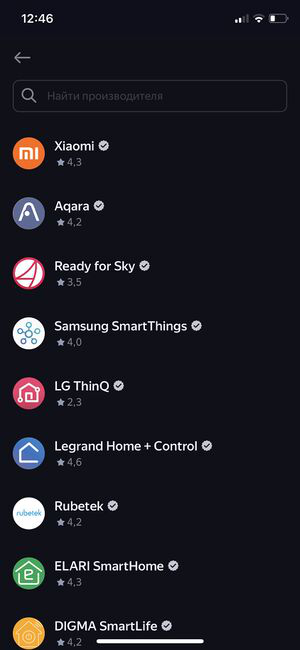 12:46
Найти производителя
Xiaomi
4,3
Aqara
4,2
Ready for Sky
3,5
Samsung SmartThings
4,0
LG ThinQ
2,3
Legrand Home + Control
4,6
rubetek
Rubetek
4,2
ELARI SmartHome
4,3
DIGMA SmartLife
4,2